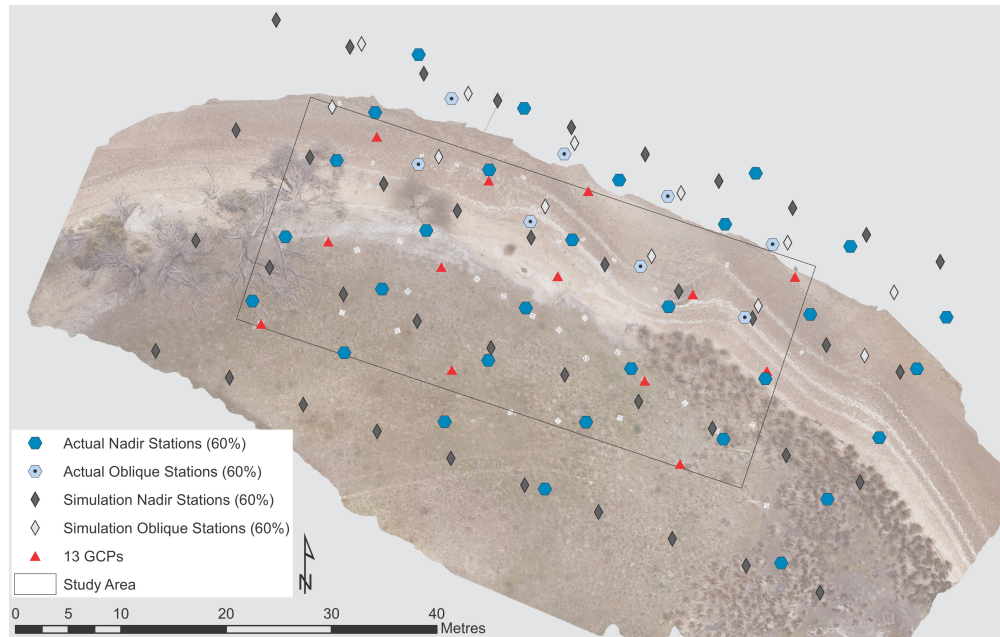 Actual Nadir Stations (60%)
Actual Oblique Stations (60%)
Simulation Nadir Stations (60%)
Simulation Oblique Stations (60%)
13 GCPs
Study Area
N
0 5 10 20 30 40
Metres